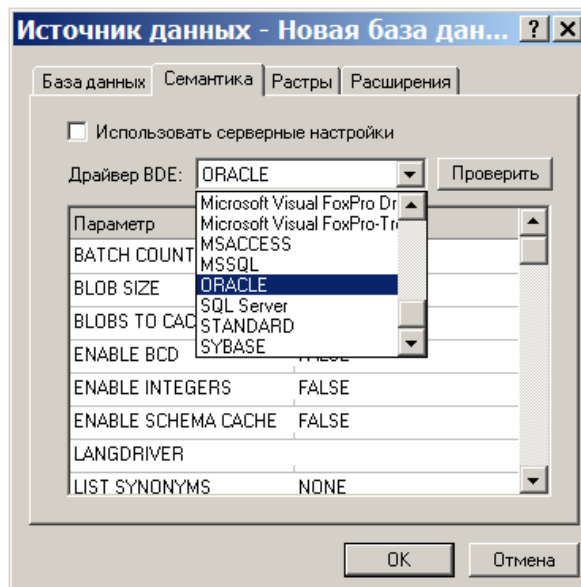 Источник данных - Новая база дан...
База данных Семантика Растры Расширения
Использовать серверные настройки
Драйвер BDE: ORACLE Проверить
Microsoft Visual FoxPro Dr
Microsoft Visual FoxPro-Tre
MSACCESS
MSSQL
ORACLE
SQL Server
STANDARD
SYBASE
Параметр
BATCH COUNT
BLOB SIZE
BLOBS TO CAC
ENABLE BCD FALSE
ENABLE INTEGERS FALSE
ENABLE SCHEMA CACHE FALSE
LANGDRIVER
LIST SYNONYMS NONE
OK Отмена